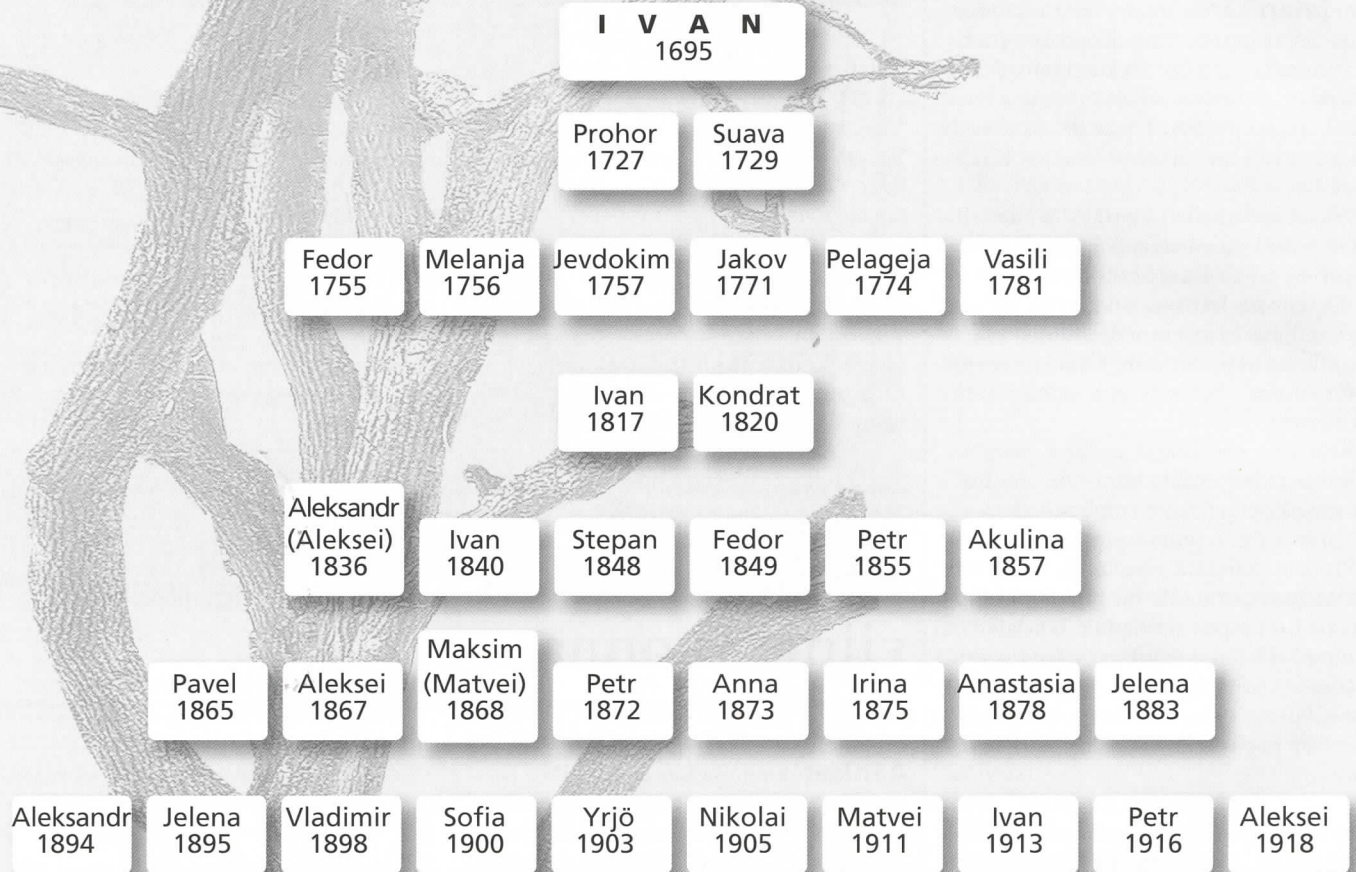 I V A N
1695
Prohor
1727
Suava
1729
Fedor
1755
Melanja
1756
Jevdokim
1757
Jakov
1771
Pelageja
1774
Vasili
1781
Ivan
1817
Kondrat
1820
Aleksandr
(Aleksei)
1836
Ivan
1840
Stepan
1848
Fedor
1849
Petr
1855
Akulina
1857
Pavel
1865
Aleksei
1867
Maksim
(Matvei)
1868
Petr
1872
Anna
1873
Irina
1875
Anastasia
1878
Jelena
1883
Aleksandr
1894
Jelena
1895
Vladimir
1898
Sofia
1900
Yrjö
1903
Nikolai
1905
Matvei
1911
Ivan
1913
Petr
1916
Aleksei
1918